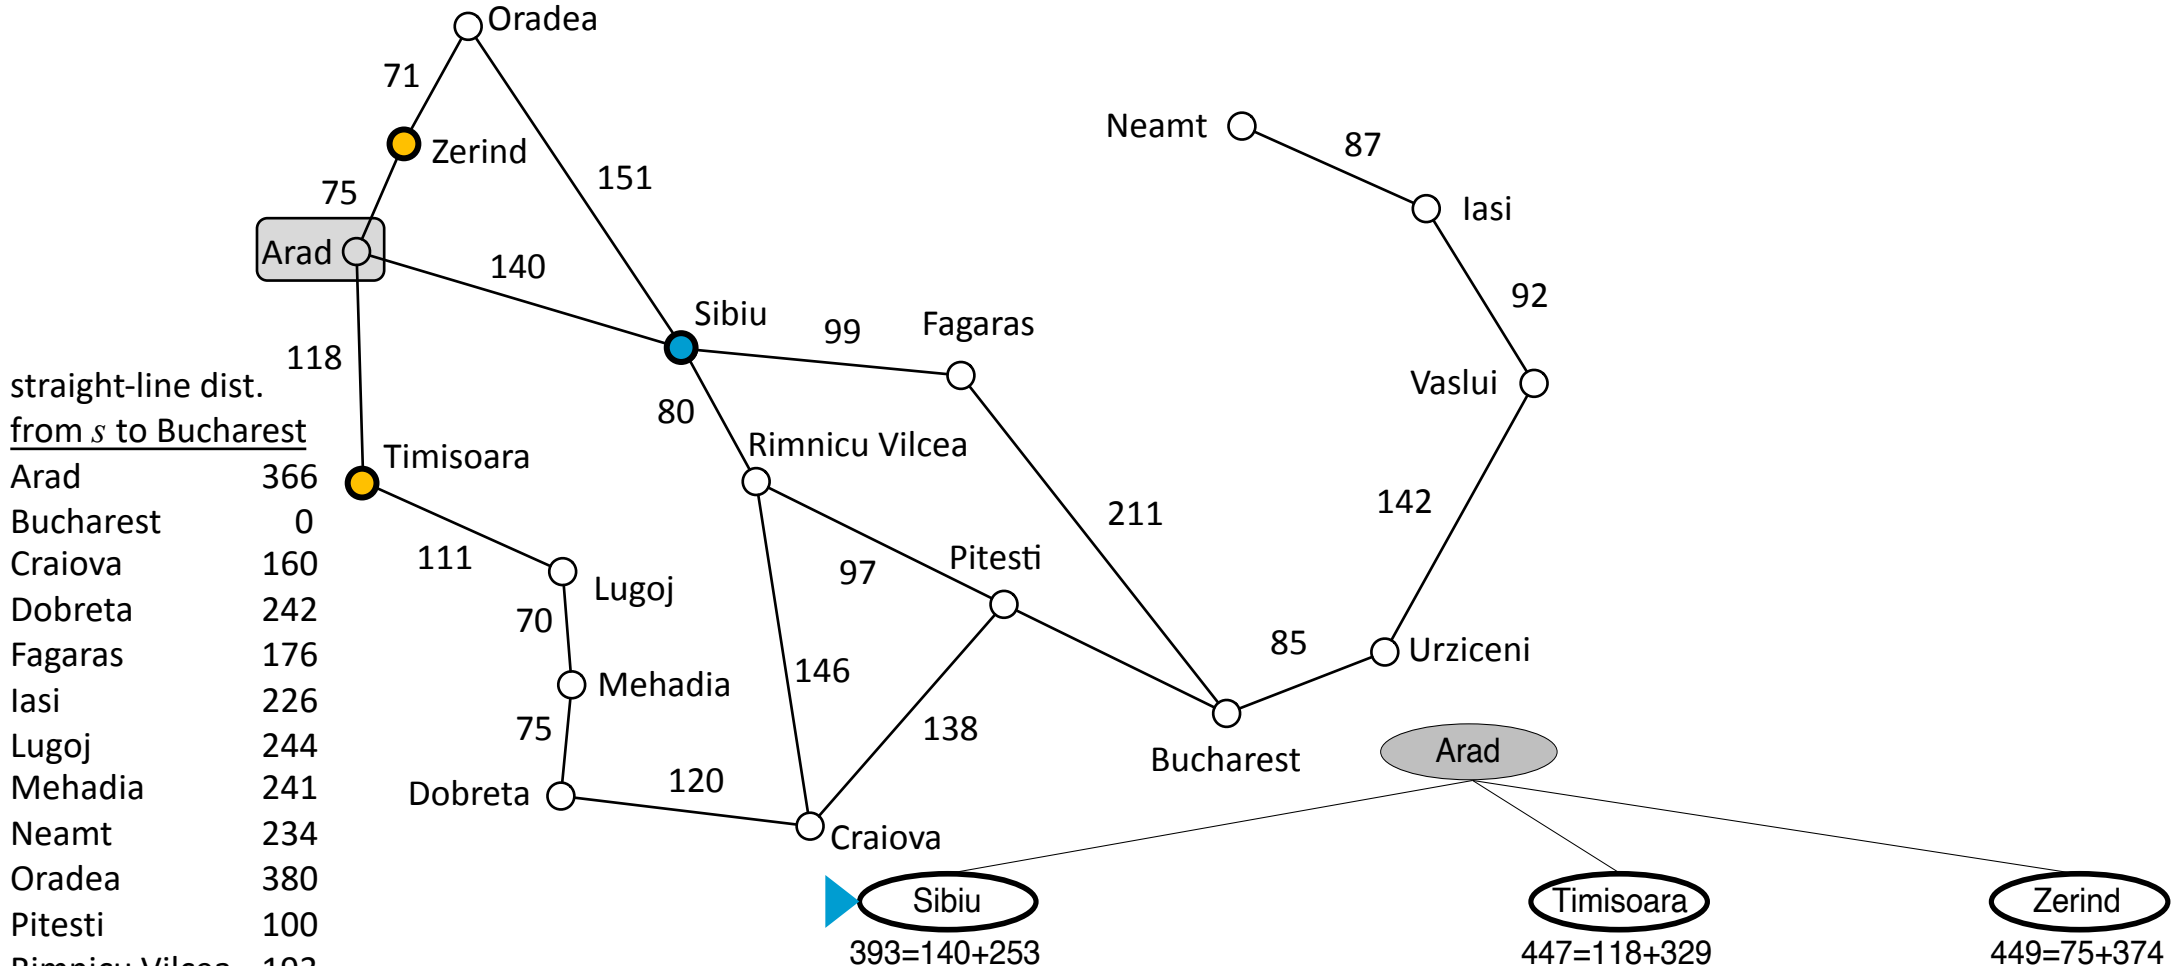 Oradea
71
Neamt
87
Zerind
151
75
Iasi
Arad
140
92
Sibiu
99
Fagaras
118
straight-line dist.
Vaslui
80
from s to Bucharest
Rimnicu Vilcea
Timisoara
Arad 366
142
211
Bucharest 0
Pitesti
111
97
Craiova 160
Lugoj
Dobreta 242
70
85
Urziceni
Fagaras 176
146
Mehadia
Iasi 226
75
138
Lugoj 244
Bucharest
Arad
120
Mehadia 241
Dobreta
Craiova
Neamt 234
Oradea 380
Sibiu
Timisoara
Zerind
Pitesti 100
393=140+253
447=118+329
449=75+374
Rimnicu Vilcea 193